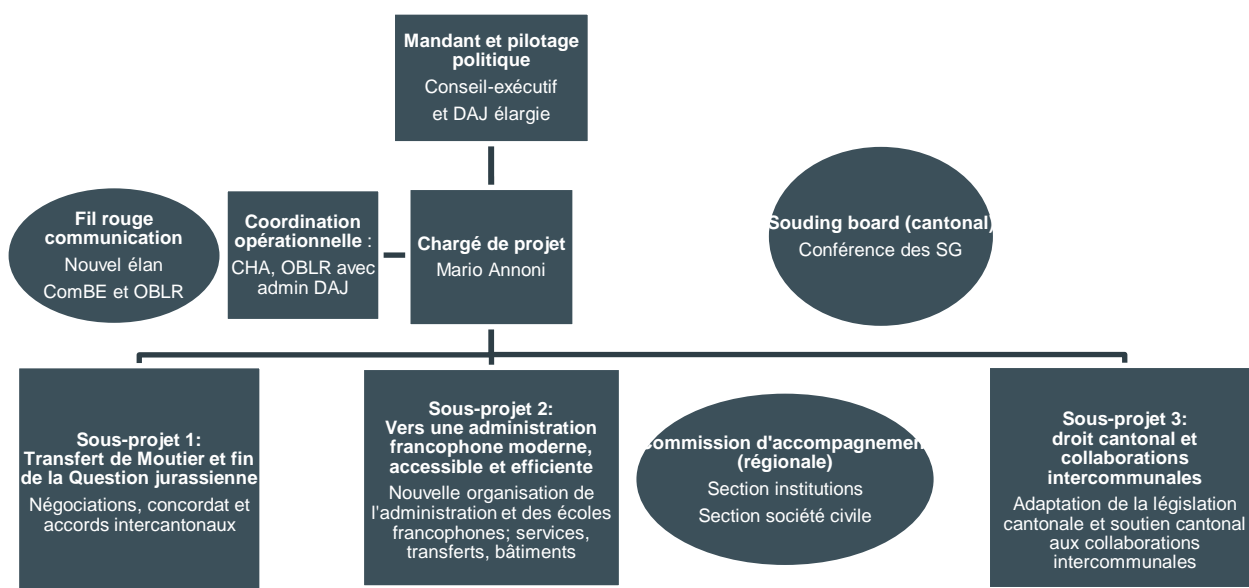 Mandant et pilotage
politique
Conseil-exécutif
et DAJ élargie
Fil rouge
communication
Nouvel élan
ComBE et OBLR
Coordination
opérationnelle :
CHA, OBLR avec
admin DAJ
Chargé de projet
Mario Annoni
Souding board (cantonal)
Conférence des SG
Sous-projet 1:
Transfert de Moutier et fin
de la Question jurassienne
Négociations, concordat et
accords intercantonaux
Sous-projet 2:
Vers une administration
francophone moderne,
accessible et efficiente
Nouvelle organisation de
l'administration et des écoles
francophones; services,
transferts, bâtiments
Commission d'accompagnement
(régionale)
Section institutions
Section société civile
Sous-projet 3:
droit cantonal et
collaborations
intercommunales
Adaptation de la législation
cantonale et soutien cantonal
aux collaborations
intercommunales